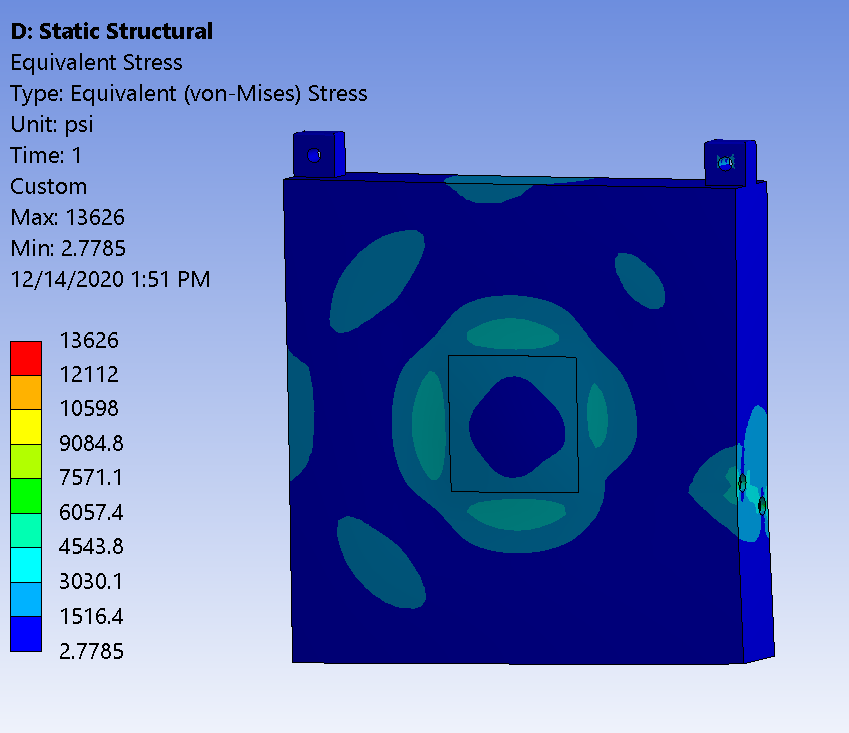 D: Static Structural
Equivalent Stress
Type: Equivalent (von-Mises) Stress
Unit: psi
Time: 1
Custom
Max: 13626
Min: 2.7785
12/14/2020 1:51 PM
13626
12112
10598
9084.8
7571.1
6057.4
4543.8
3030.1
1516.4
2.7785